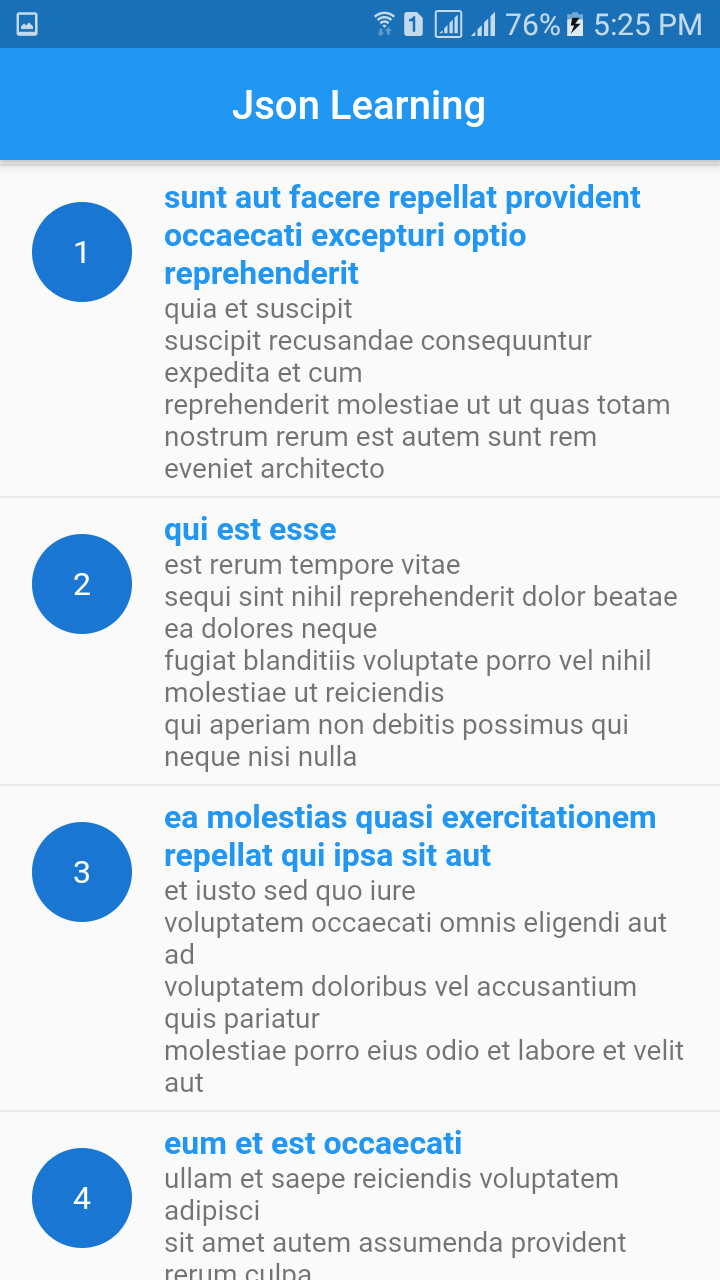 1 76% 5:25 PM
Json Learning
1
sunt aut facere repellat provident
occaecati excepturi optio
reprehenderit
quia et suscipit
suscipit recusandae consequuntur
expedita et cum
reprehenderit molestiae ut ut quas totam
nostrum rerum est autem sunt rem
eveniet architecto
2
qui est esse
est rerum tempore vitae
sequi sint nihil reprehenderit dolor beatae
ea dolores neque
fugiat blanditiis voluptate porro vel nihil
molestiae ut reiciendis
qui aperiam non debitis possimus qui
neque nisi nulla
3
ea molestias quasi exercitationem
repellat qui ipsa sit aut
et iusto sed quo iure
voluptatem occaecati omnis eligendi aut
ad
voluptatem doloribus vel accusantium
quis pariatur
molestiae porro eius odio et labore et velit
aut
4
eum et est occaecati
ullam et saepe reiciendis voluptatem
adipisci
sit amet autem assumenda provident
rerum culpa